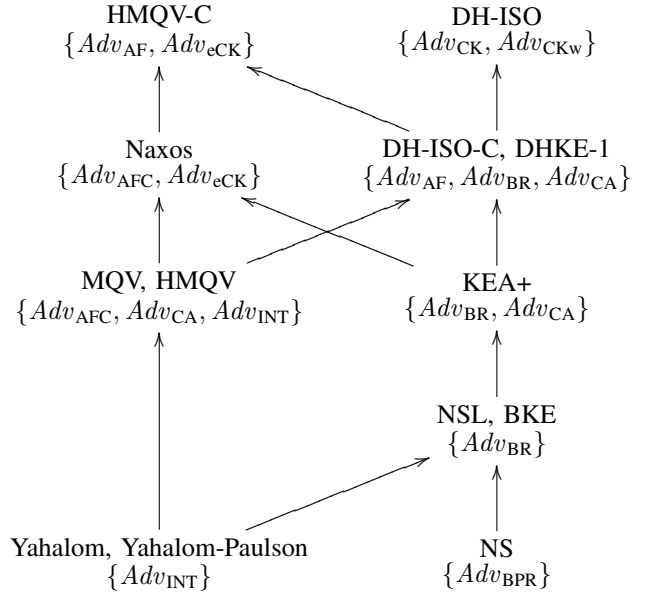 HMQV-C
{Adv_AF, Adv_eCK}
DH-ISO
{Adv_CK, Adv_CKw}
Naxos
{Adv_AFC, Adv_eCK}
DH-ISO-C, DHKE-1
{Adv_AF, Adv_BR, Adv_CA}
MQV, HMQV
{Adv_AFC, Adv_CA, Adv_INT}
KEA+
{Adv_BR, Adv_CA}
NSL, BKE
{Adv_BR}
Yahalom, Yahalom-Paulson
{Adv_INT}
NS
{Adv_BPR}